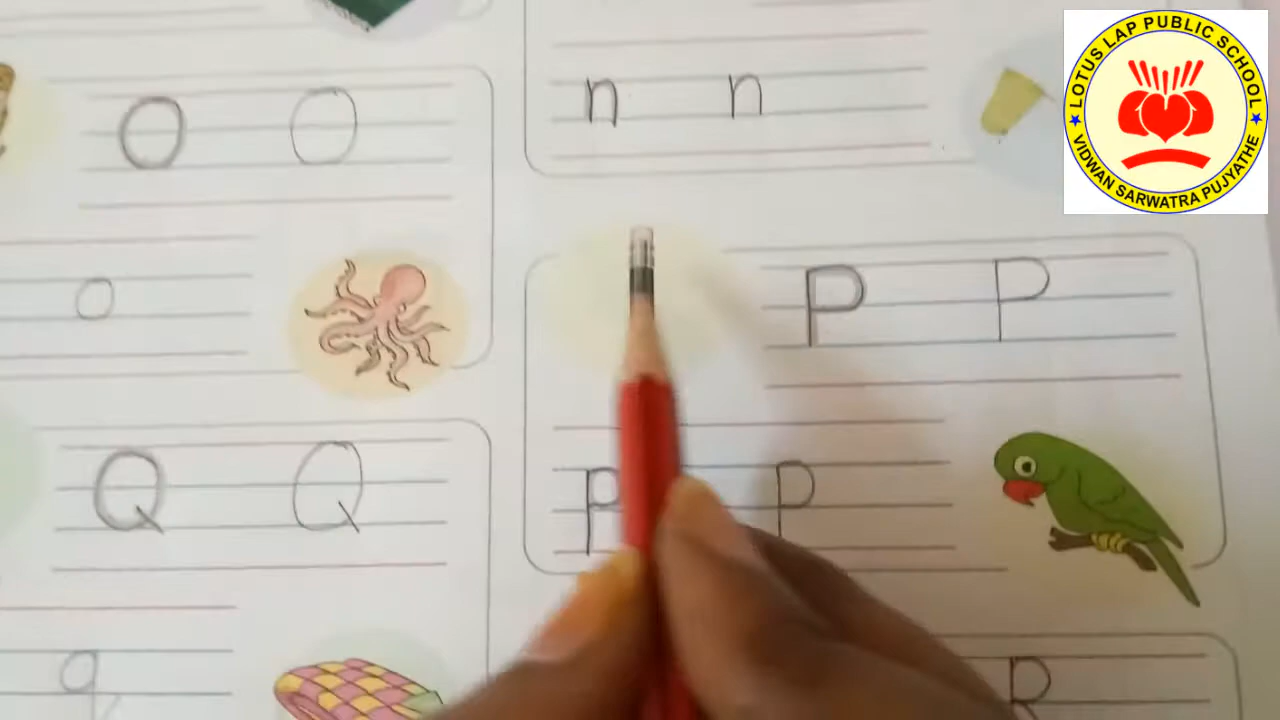 O O
n n
LOTUS LAP PUBLIC SCHOOL
VIDWAN SARWATRA PUJYATHE
o
P P
Q Q
p p
q
R